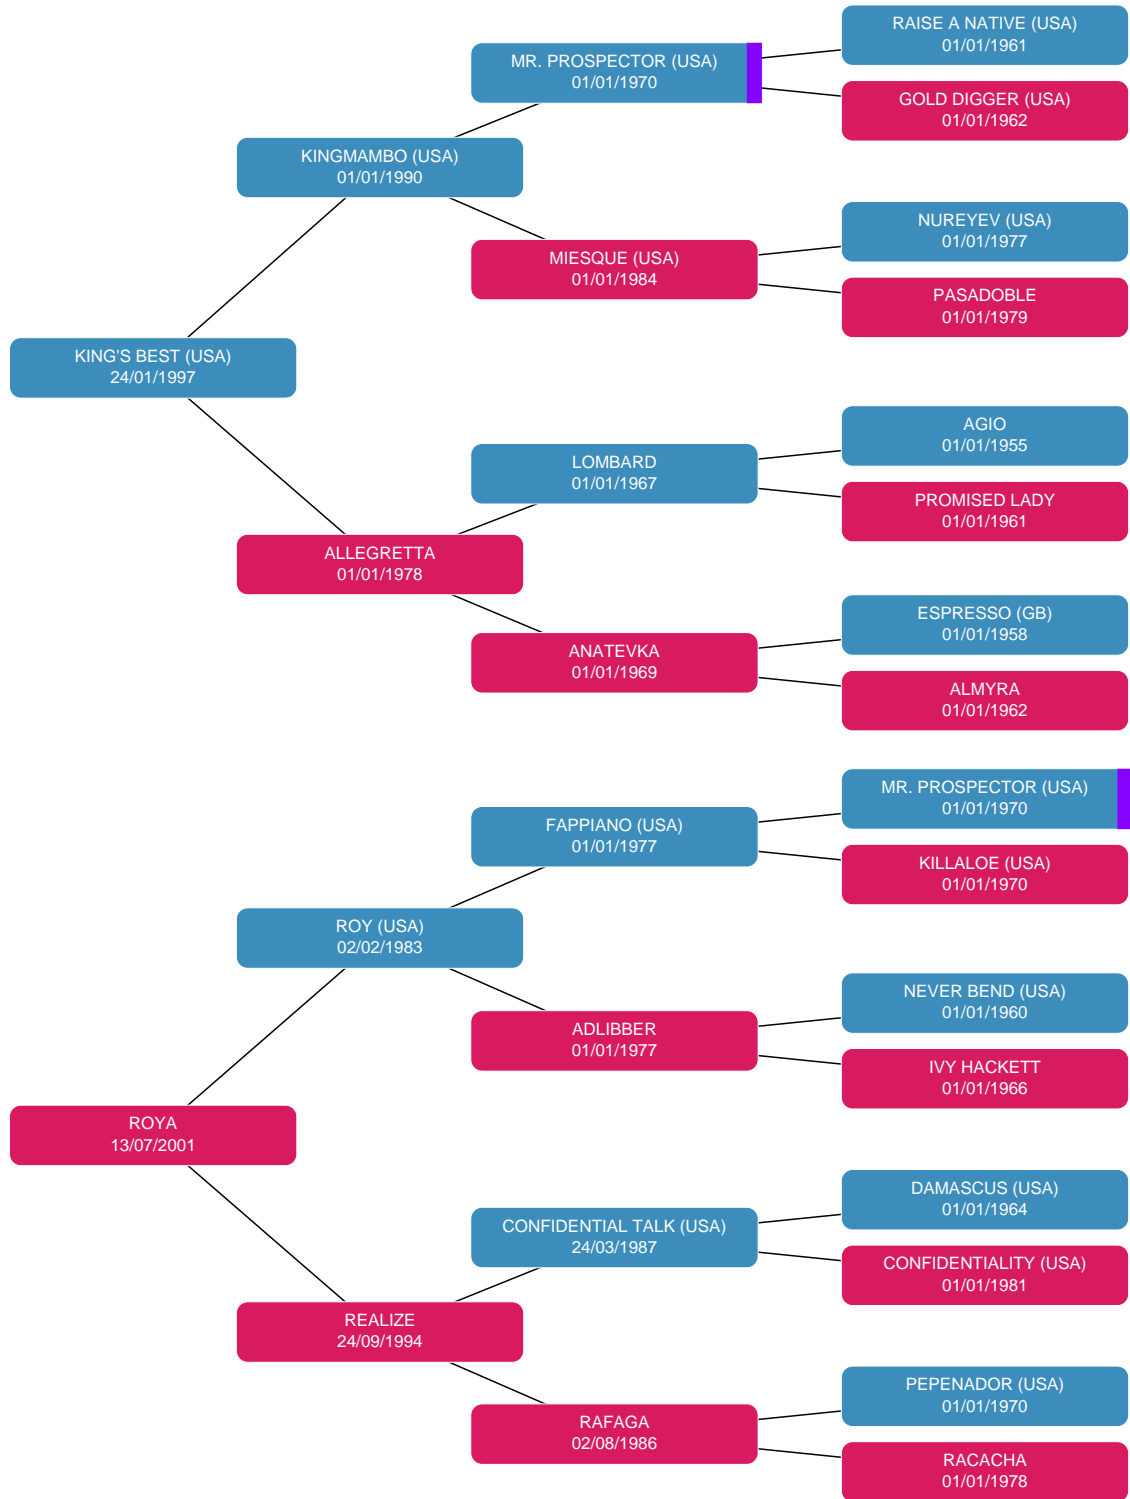 RAISE A NATIVE (USA)
01/01/1961
MR. PROSPECTOR (USA)
01/01/1970
GOLD DIGGER (USA)
01/01/1962
KINGMAMBO (USA)
01/01/1990
NUREYEV (USA)
01/01/1977
MIESQUE (USA)
01/01/1984
PASADOBLE
01/01/1979
KING'S BEST (USA)
24/01/1997
AGIO
01/01/1955
LOMBARD
01/01/1967
PROMISED LADY
01/01/1961
ALLEGRETTA
01/01/1978
ESPRESSO (GB)
01/01/1958
ANATEVKA
01/01/1969
ALMYRA
01/01/1962
MR. PROSPECTOR (USA)
01/01/1970
FAPPIANO (USA)
01/01/1977
KILLALOE (USA)
01/01/1970
ROY (USA)
02/02/1983
NEVER BEND (USA)
01/01/1960
ADLIBBER
01/01/1977
IVY HACKETT
01/01/1966
ROYA
13/07/2001
DAMASCUS (USA)
01/01/1964
CONFIDENTIAL TALK (USA)
24/03/1987
CONFIDENTIALITY (USA)
01/01/1981
REALIZE
24/09/1994
PEPENADOR (USA)
01/01/1970
RAFAGA
02/08/1986
RACACHA
01/01/1978